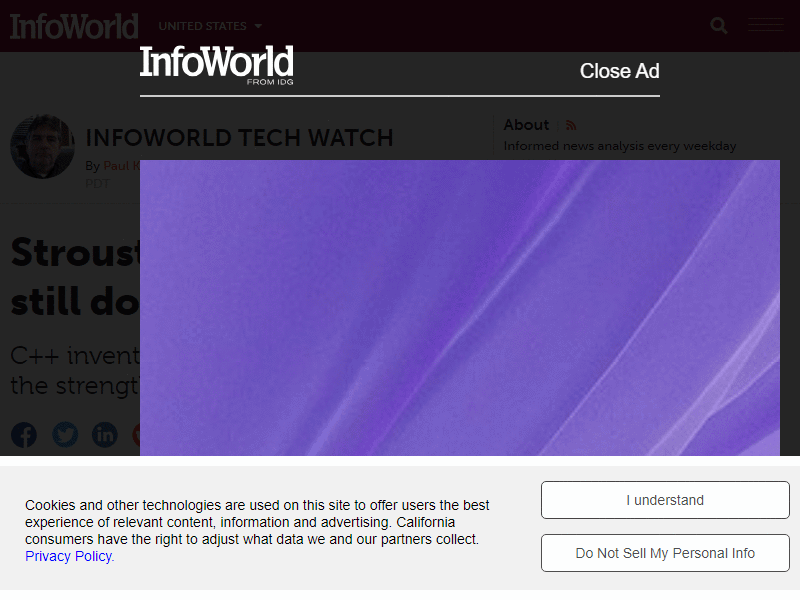 InfoWorld UNITED STATES
InfoWorld
FROM IDG
Close Ad
INFOWORLD TECH WATCH
By Paul
PDT
About
Informed news analysis every weekday
still do
C++ invent
the
Cookies and other technologies are used on this site to offer users the best
experience of relevant content, information and advertising. California
consumers have the right to adjust what data we and our partners collect.
Privacy Policy.
I understand
Do Not Sell My Personal Info